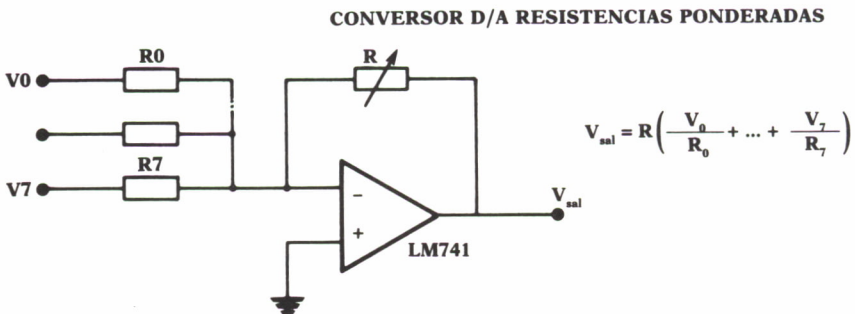 CONVERSOR D/A RESISTENCIAS PONDERADAS
R0
R
V0
V_sal = R ( V_0 / R_0 + ... + V_7 / R_7 )
R7
V7
−
V_sal
+
LM741